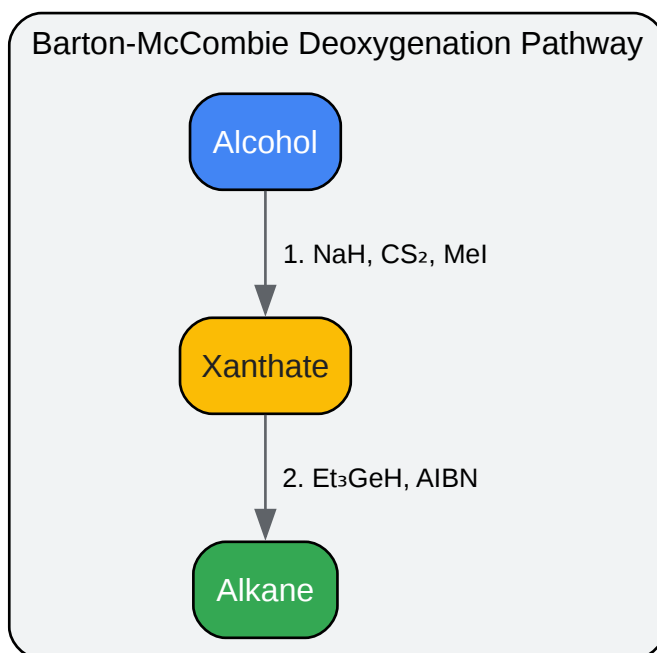 Barton-McCombie Deoxygenation Pathway
Alcohol
1. NaH, CS₂, MeI
Xanthate
2. Et₃GeH, AIBN
Alkane